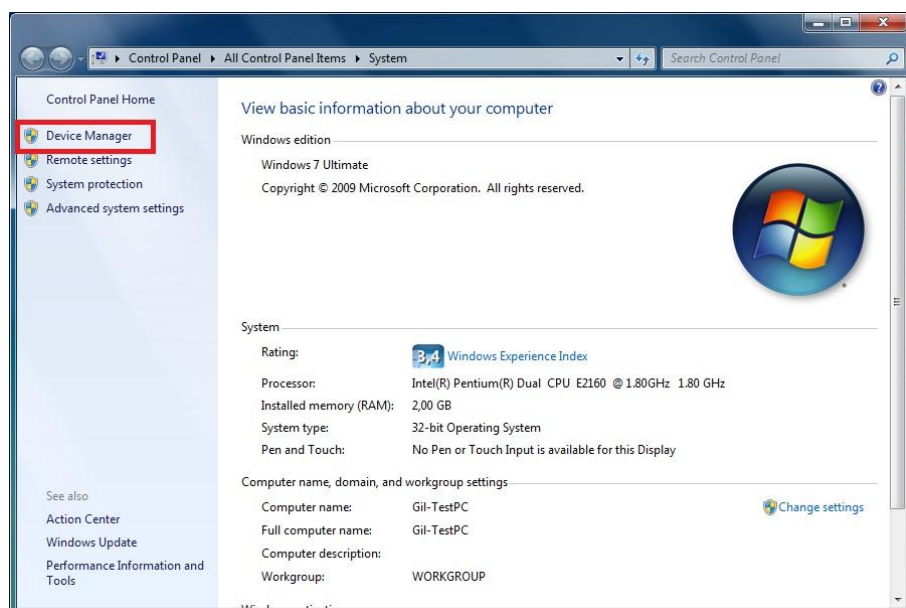 Control Panel ▸ All Control Panel Items ▸ System
Search Control Panel
Control Panel Home
Device Manager
Remote settings
System protection
Advanced system settings
See also
Action Center
Windows Update
Performance Information and
Tools
View basic information about your computer
Windows edition
Windows 7 Ultimate
Copyright © 2009 Microsoft Corporation. All rights reserved.
System
Rating: 3,4 Windows Experience Index
Processor: Intel(R) Pentium(R) Dual CPU E2160 @ 1.80GHz 1.80 GHz
Installed memory (RAM): 2,00 GB
System type: 32-bit Operating System
Pen and Touch: No Pen or Touch Input is available for this Display
Computer name, domain, and workgroup settings
Computer name: Gil-TestPC Change settings
Full computer name: Gil-TestPC
Computer description:
Workgroup: WORKGROUP